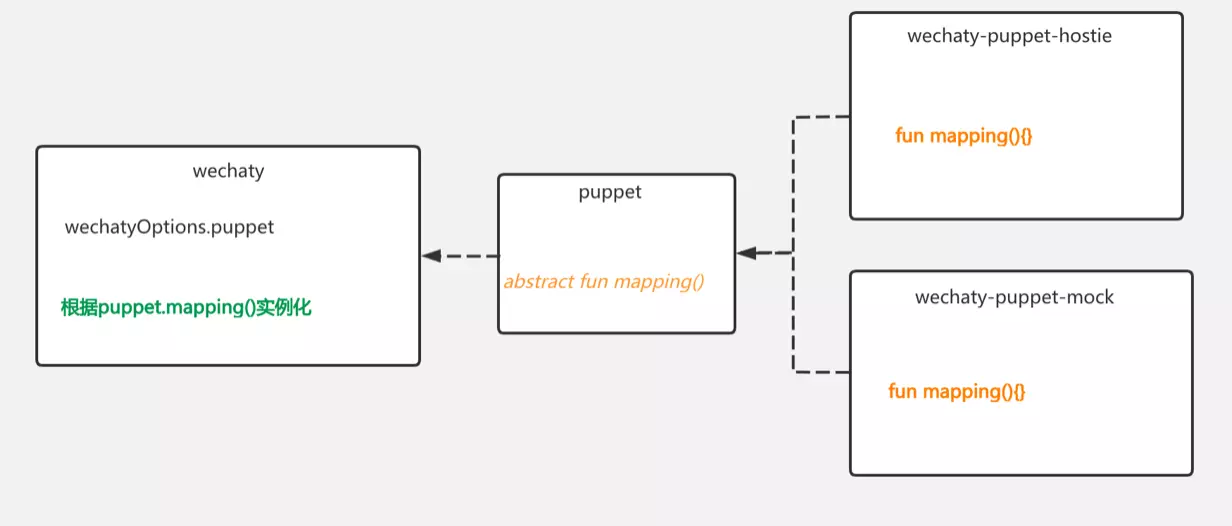 wechaty
wechatyOptions.puppet
根据puppet.mapping()实例化
puppet
abstract fun mapping()
wechaty-puppet-hostie
fun mapping(){}
wechaty-puppet-mock
fun mapping(){}